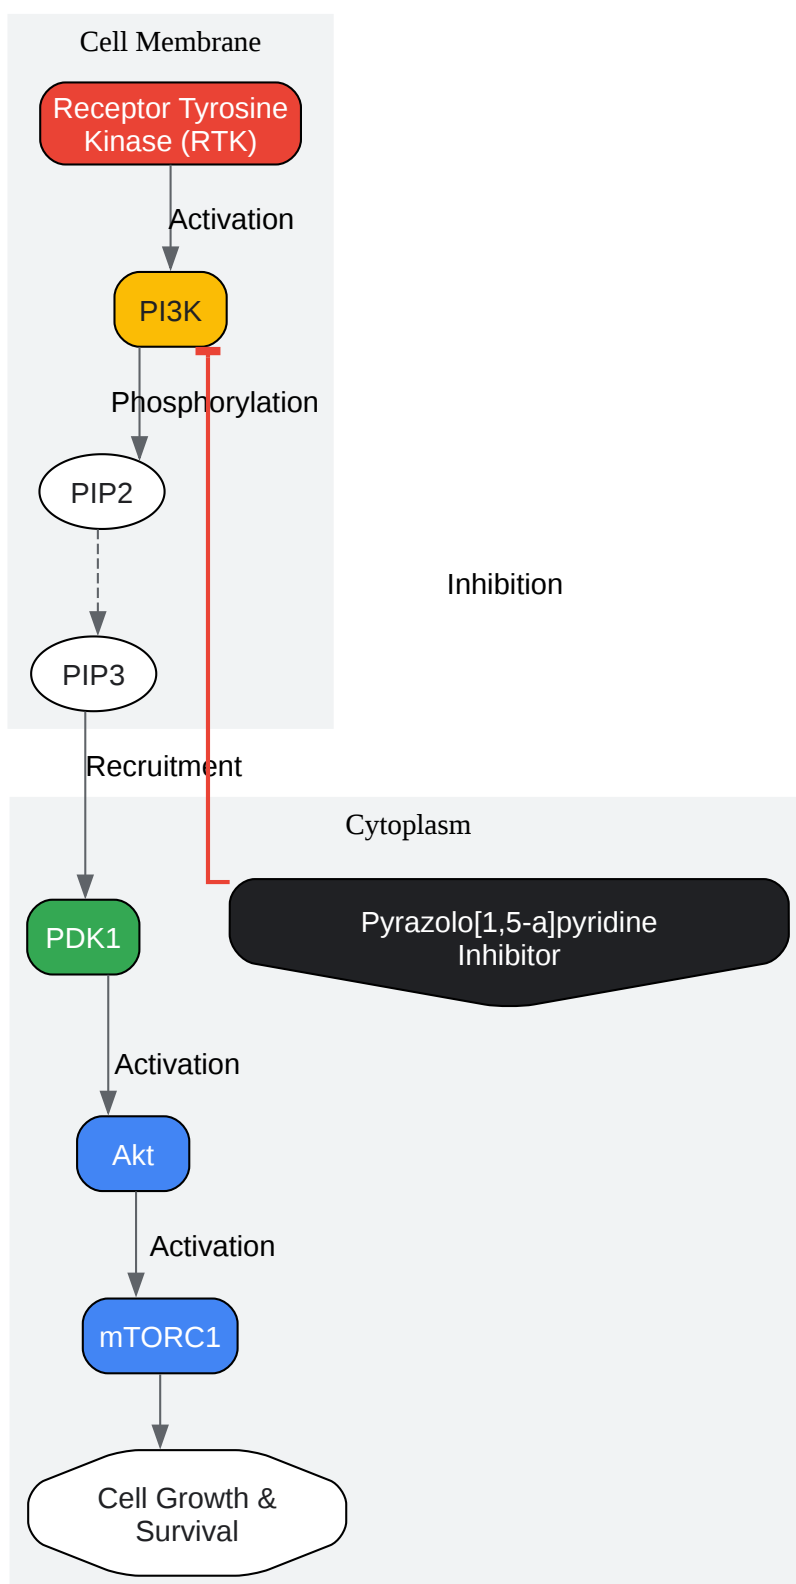 Cell Membrane
Receptor Tyrosine
Kinase (RTK)
Activation
PI3K
Phosphorylation
PIP2
Inhibition
PIP3
Recruitment
Cytoplasm
Pyrazolo[1,5-a]pyridine
Inhibitor
PDK1
Activation
Akt
Activation
mTORC1
Cell Growth &
Survival